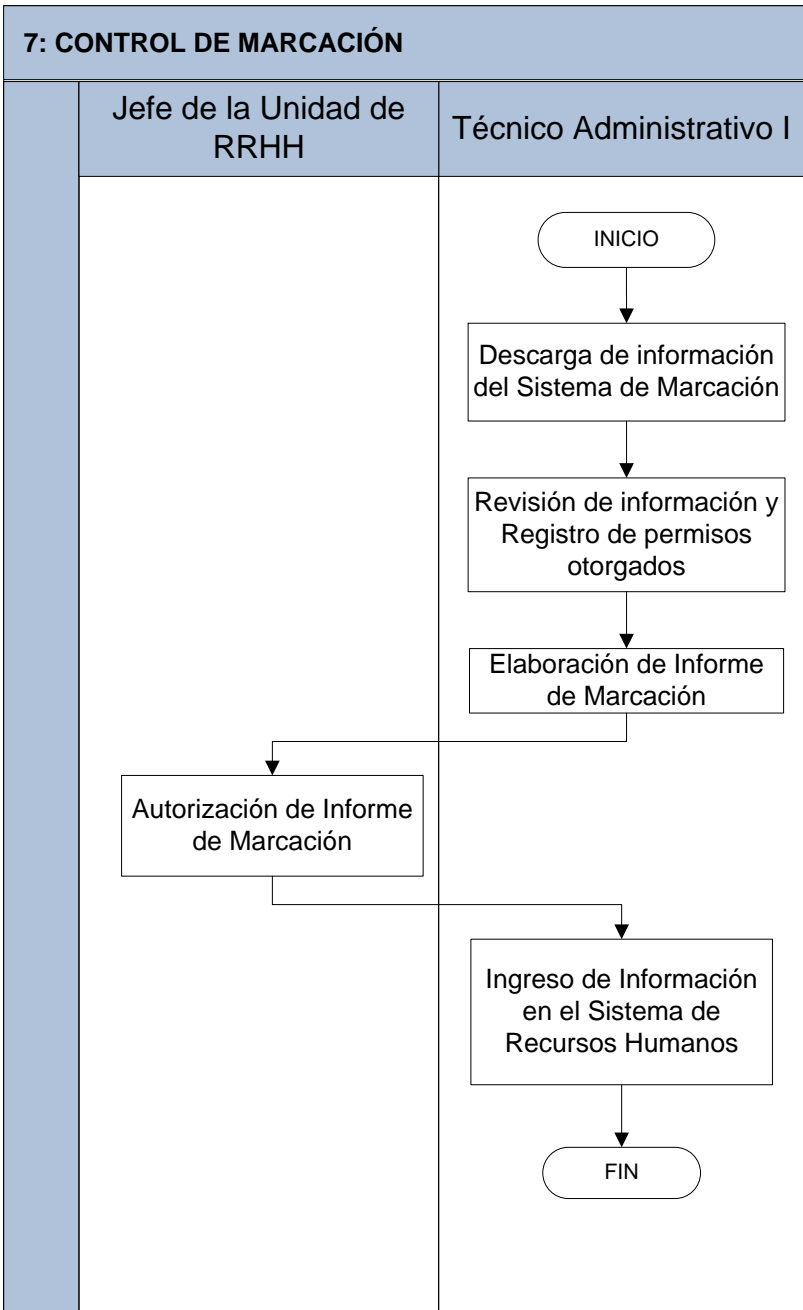 7: CONTROL DE MARCACIÓN
Jefe de la Unidad de
RRHH
Técnico Administrativo I
INICIO
Descarga de información
del Sistema de Marcación
Revisión de información y
Registro de permisos
otorgados
Elaboración de Informe
de Marcación
Autorización de Informe
de Marcación
Ingreso de Información
en el Sistema de
Recursos Humanos
FIN